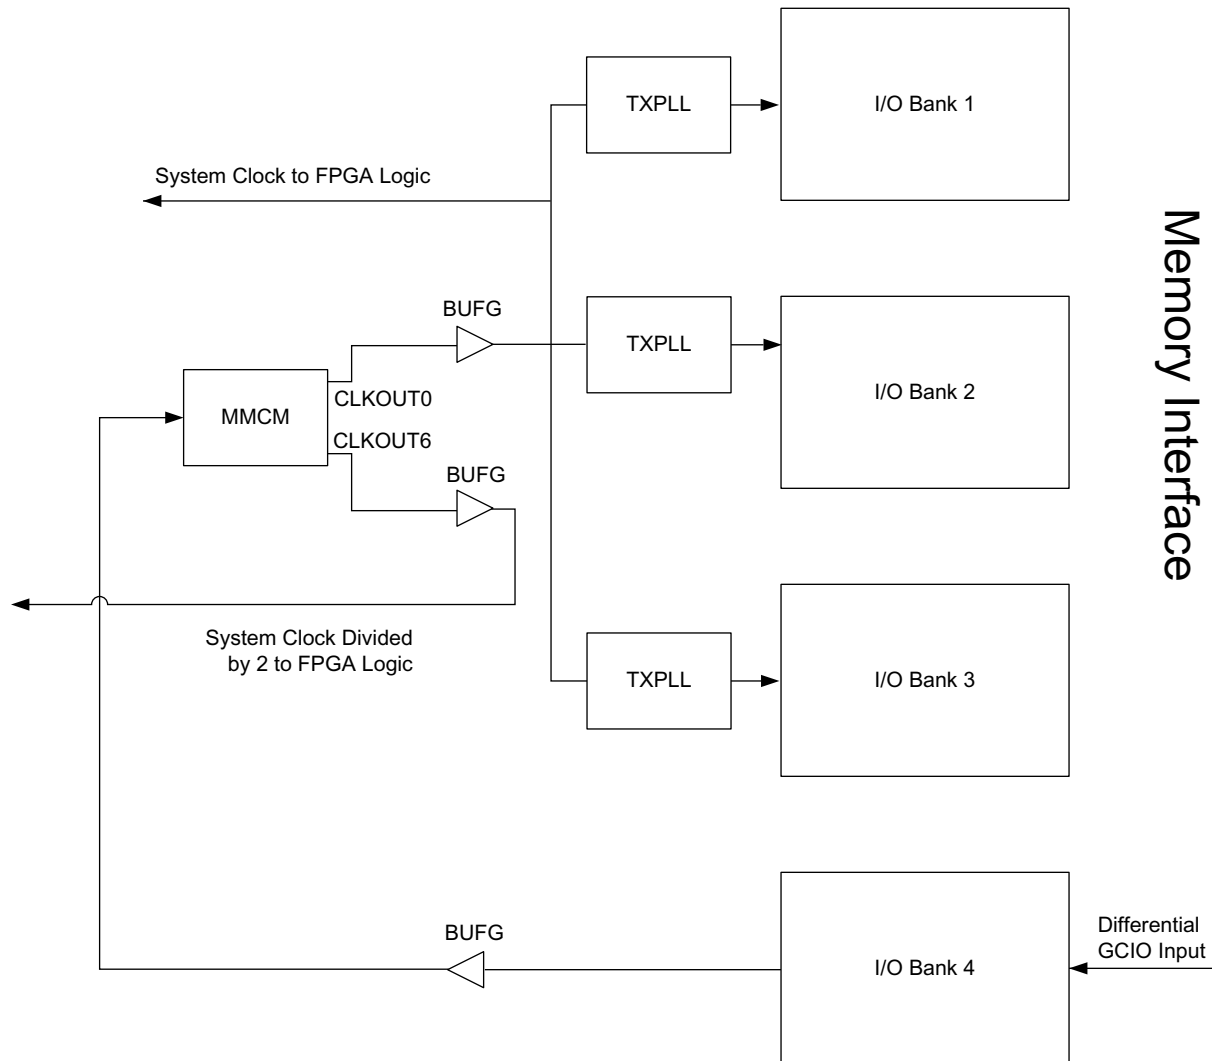 TXPLL
I/O Bank 1
System Clock to FPGA Logic
BUFG
TXPLL
I/O Bank 2
MMCM
CLKOUT0
CLKOUT6
BUFG
System Clock Divided
by 2 to FPGA Logic
TXPLL
I/O Bank 3
Memory Interface
BUFG
I/O Bank 4
Differential
GCIO Input